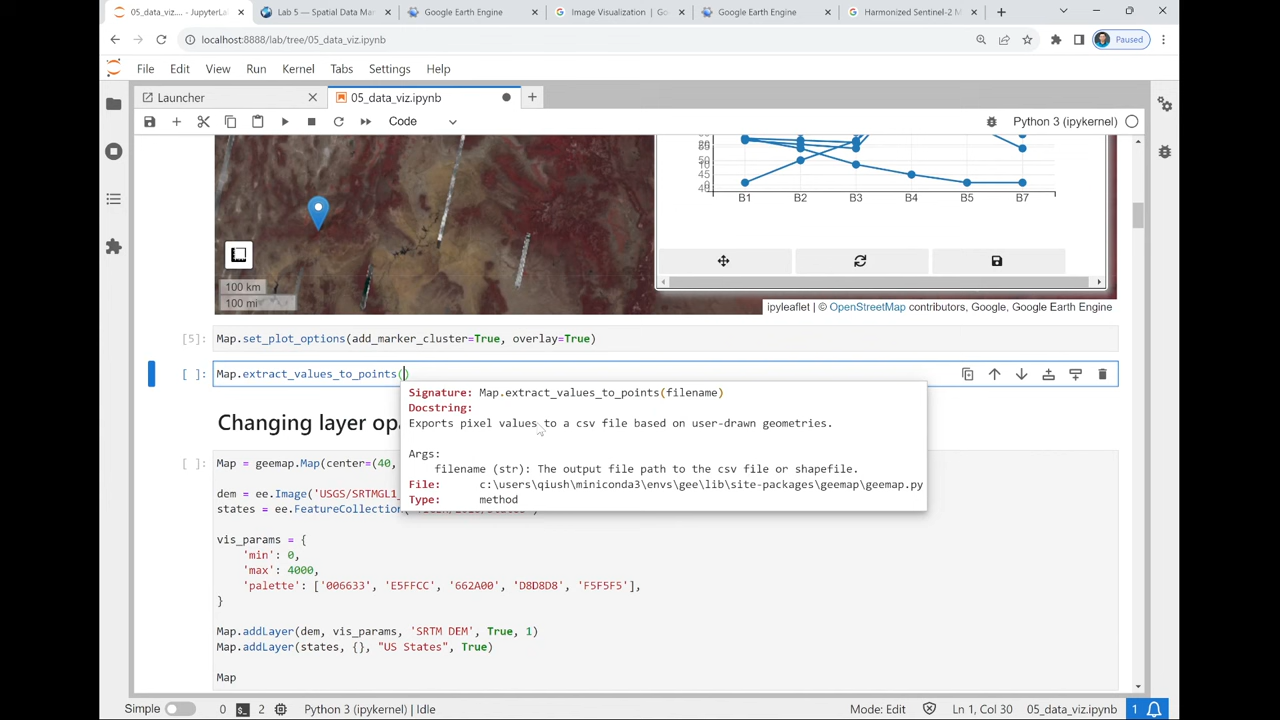 05_data_viz.... - JupyterLab
Lab 5 — Spatial Data Man
Google Earth Engine
Image Visualization | Go
Google Earth Engine
Harmonized Sentinel-2 M
localhost:8888/lab/tree/05_data_viz.ipynb
Paused
File Edit View Run Kernel Tabs Settings Help
Launcher
05_data_viz.ipynb
Code
Python 3 (ipykernel)
50
45
B1 B2 B3 B4 B5 B7
100 km
100 mi
ipyleaflet | © OpenStreetMap contributors, Google, Google Earth Engine
[5]: Map.set_plot_options(add_marker_cluster=True, overlay=True)
[ ]: Map.extract_values_to_points()
Signature: Map.extract_values_to_points(filename)
Docstring:
Exports pixel values to a csv file based on user-drawn geometries.
Args:
filename (str): The output file path to the csv file or shapefile.
File: c:\users\qiush\miniconda3\envs\gee\lib\site-packages\geemap\geemap.py
Type: method
Changing layer op
[ ]: Map = geemap.Map(center=(40,
dem = ee.Image('USGS/SRTMGL1_
states = ee.FeatureCollection
vis_params = {
'min': 0,
'max': 4000,
'palette': ['006633', 'E5FFCC', '662A00', 'D8D8D8', 'F5F5F5'],
}
Map.addLayer(dem, vis_params, 'SRTM DEM', True, 1)
Map.addLayer(states, {}, "US States", True)
Map
Simple 0 2 Python 3 (ipykernel) | Idle
Mode: Edit Ln 1, Col 30 05_data_viz.ipynb 1